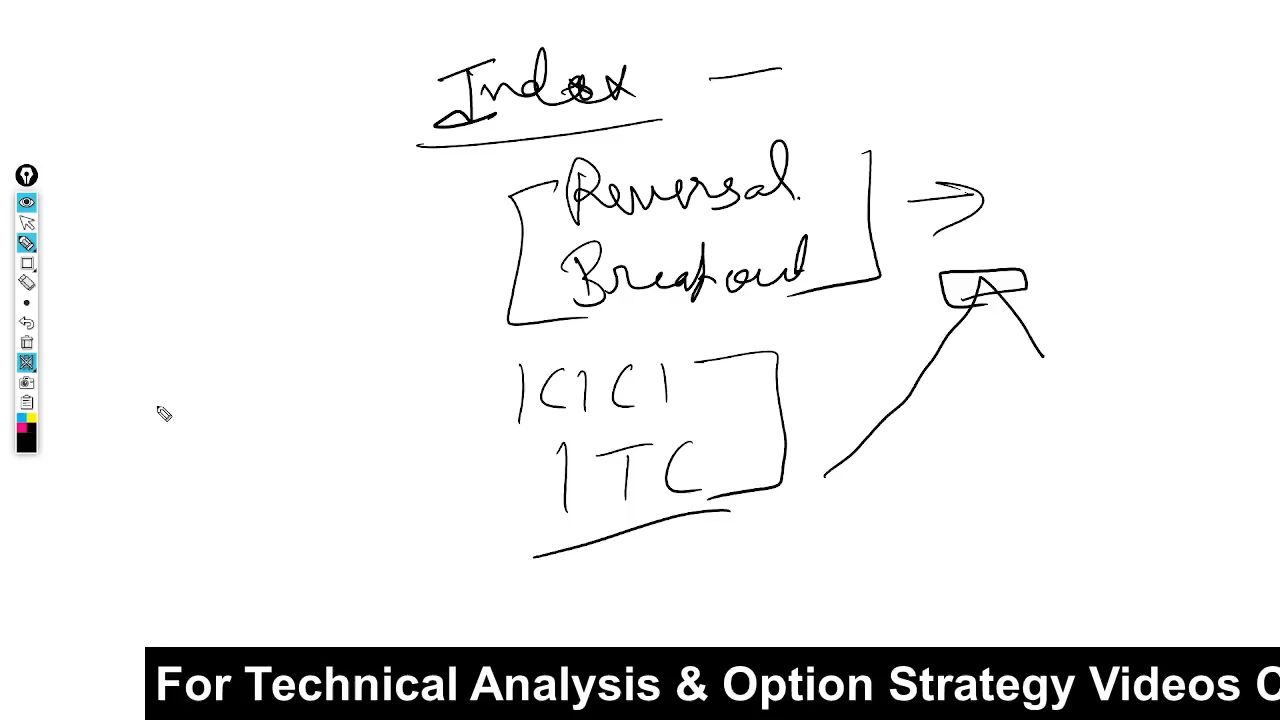 Index –
Reversal
Breakout
ICICI
ITC
For Technical Analysis & Option Strategy Videos C